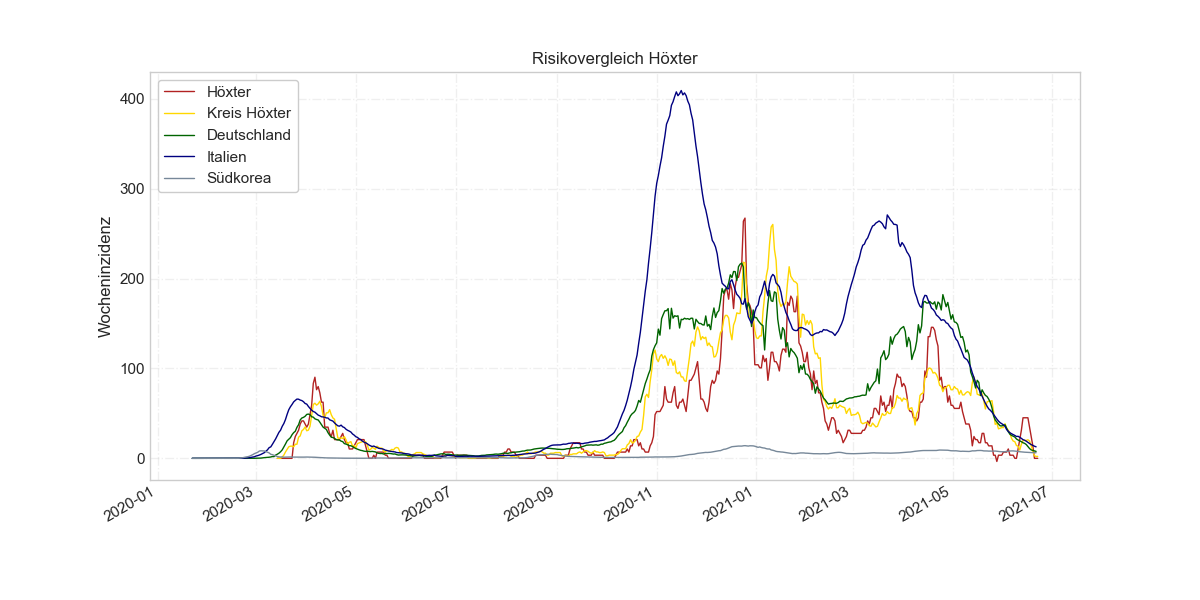 Risikovergleich Höxter
Höxter
Kreis Höxter
Deutschland
Italien
Südkorea
Wocheninzidenz
400
300
200
100
0
2020-01
2020-03
2020-05
2020-07
2020-09
2020-11
2021-01
2021-03
2021-05
2021-07